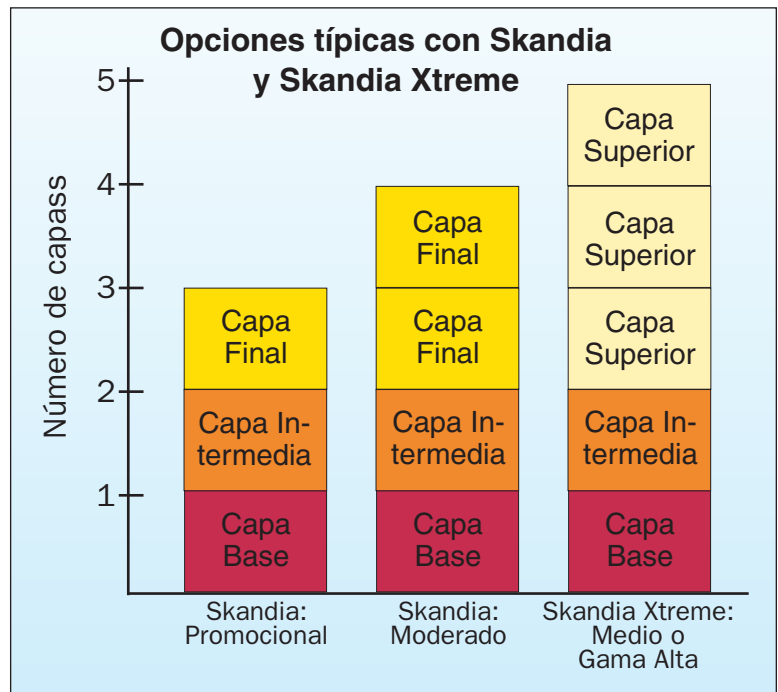 Opciones típicas con Skandia
y Skandia Xtreme
Número de capass
5
4
3
2
1
Capa
Final
Capa In-
termedia
Capa
Base
Capa
Final
Capa
Final
Capa In-
termedia
Capa
Base
Capa
Superior
Capa
Superior
Capa
Superior
Capa In-
termedia
Capa
Base
Skandia:
Promocional
Skandia:
Moderado
Skandia Xtreme:
Medio o
Gama Alta